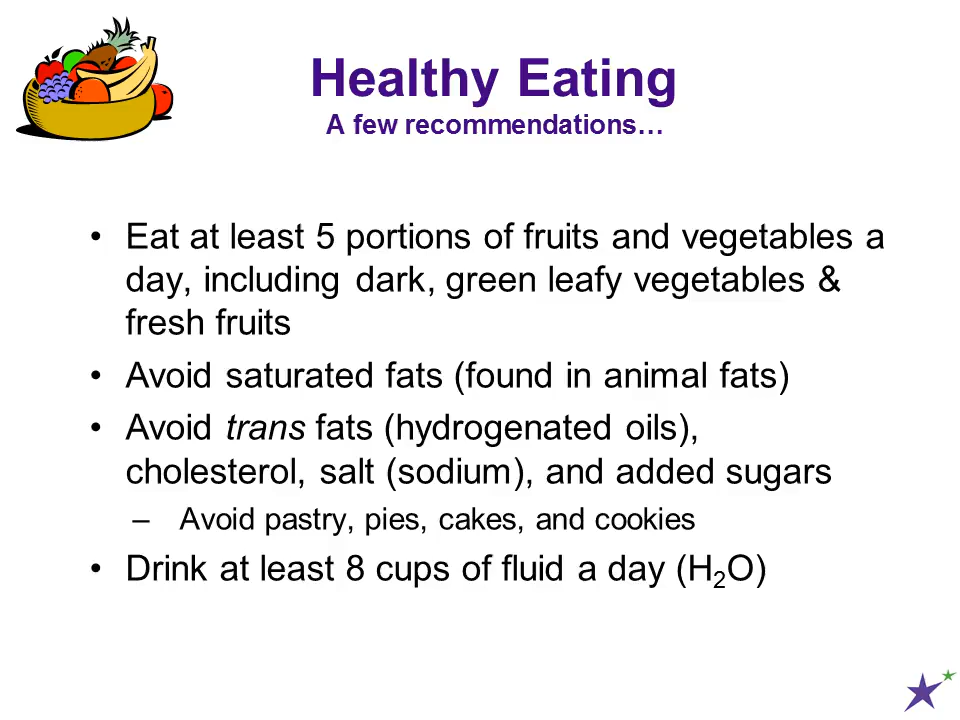 Healthy Eating
A few recommendations…
• Eat at least 5 portions of fruits and vegetables a
day, including dark, green leafy vegetables &
fresh fruits
• Avoid saturated fats (found in animal fats)
• Avoid trans fats (hydrogenated oils),
cholesterol, salt (sodium), and added sugars
– Avoid pastry, pies, cakes, and cookies
• Drink at least 8 cups of fluid a day (H₂O)